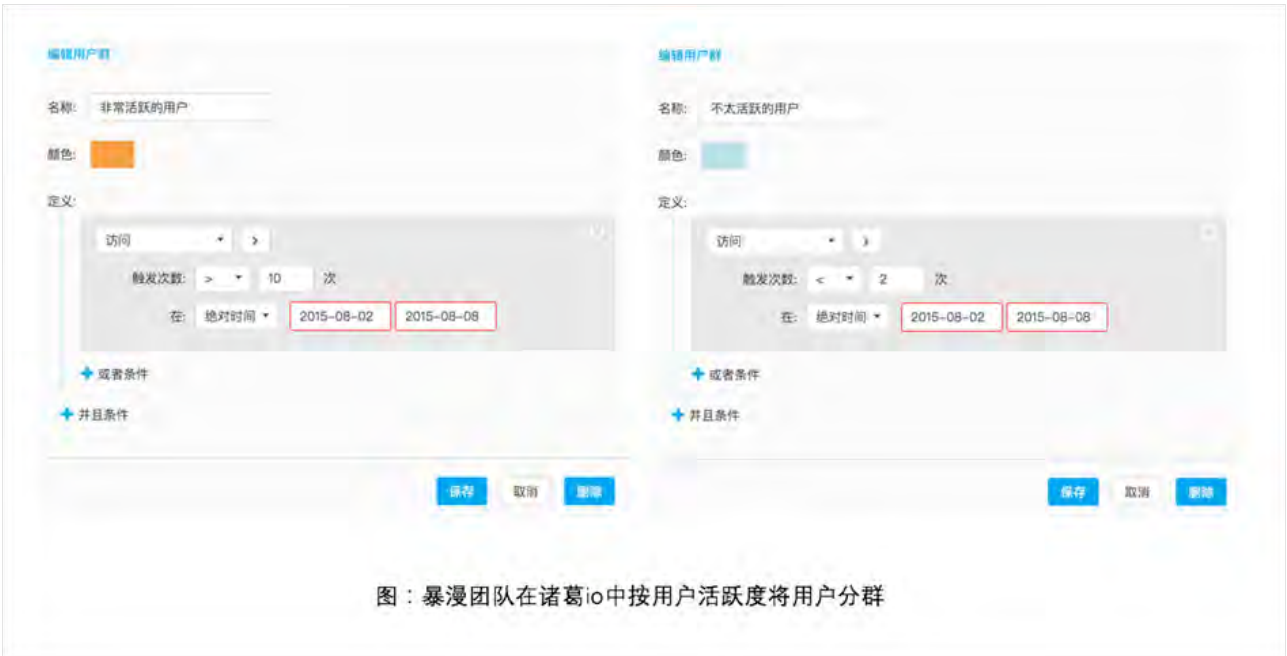 编辑用户群
名称: 非常活跃的用户
颜色:
定义:
访问 >
触发次数: > 10 次
在: 绝对时间 2015-08-02 2015-08-08
或者条件
并且条件
保存 取消 删除
编辑用户群
名称: 不太活跃的用户
颜色:
定义:
访问 >
触发次数: < 2 次
在: 绝对时间 2015-08-02 2015-08-08
或者条件
并且条件
保存 取消 删除
图：暴漫团队在诸葛io中按用户活跃度将用户分群